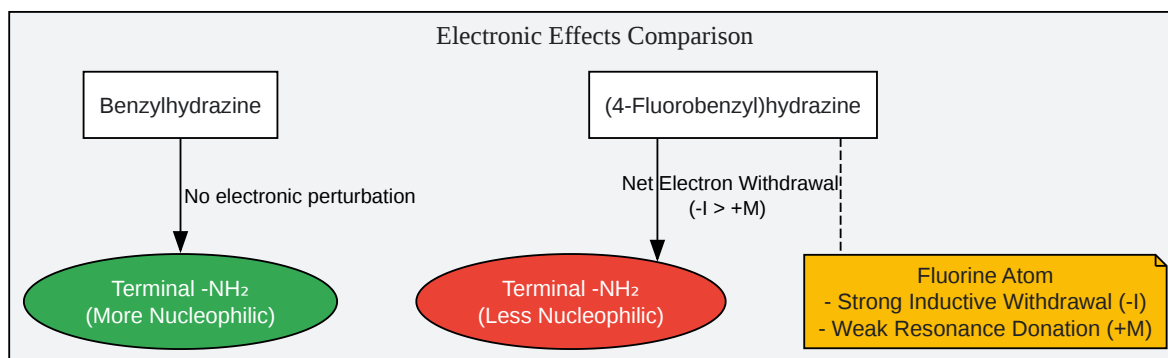 Electronic Effects Comparison
Benzylhydrazine
(4-Fluorobenzyl)hydrazine
No electronic perturbation
Net Electron Withdrawal
(-I > +M)
Terminal -NH₂
(More Nucleophilic)
Terminal -NH₂
(Less Nucleophilic)
Fluorine Atom
- Strong Inductive Withdrawal (-I)
- Weak Resonance Donation (+M)